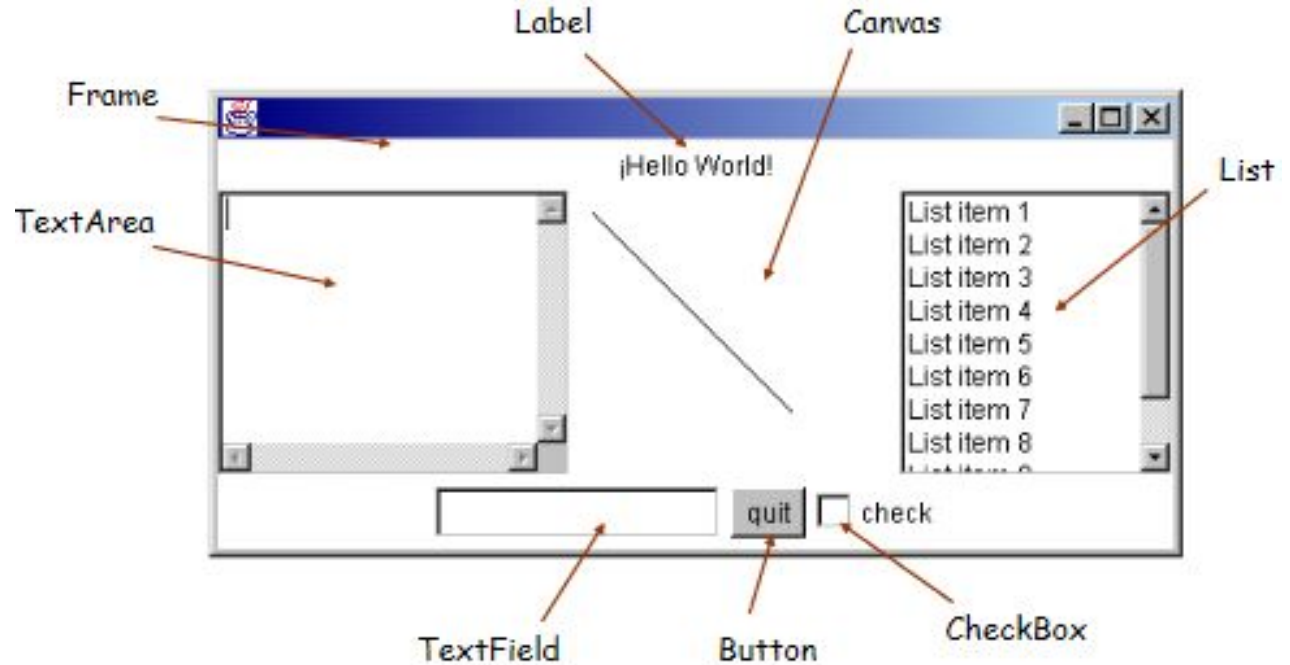 Label
Canvas
Frame
¡Hello World!
List
TextArea
List item 1
List item 2
List item 3
List item 4
List item 5
List item 6
List item 7
List item 8
quit
check
TextField
Button
CheckBox